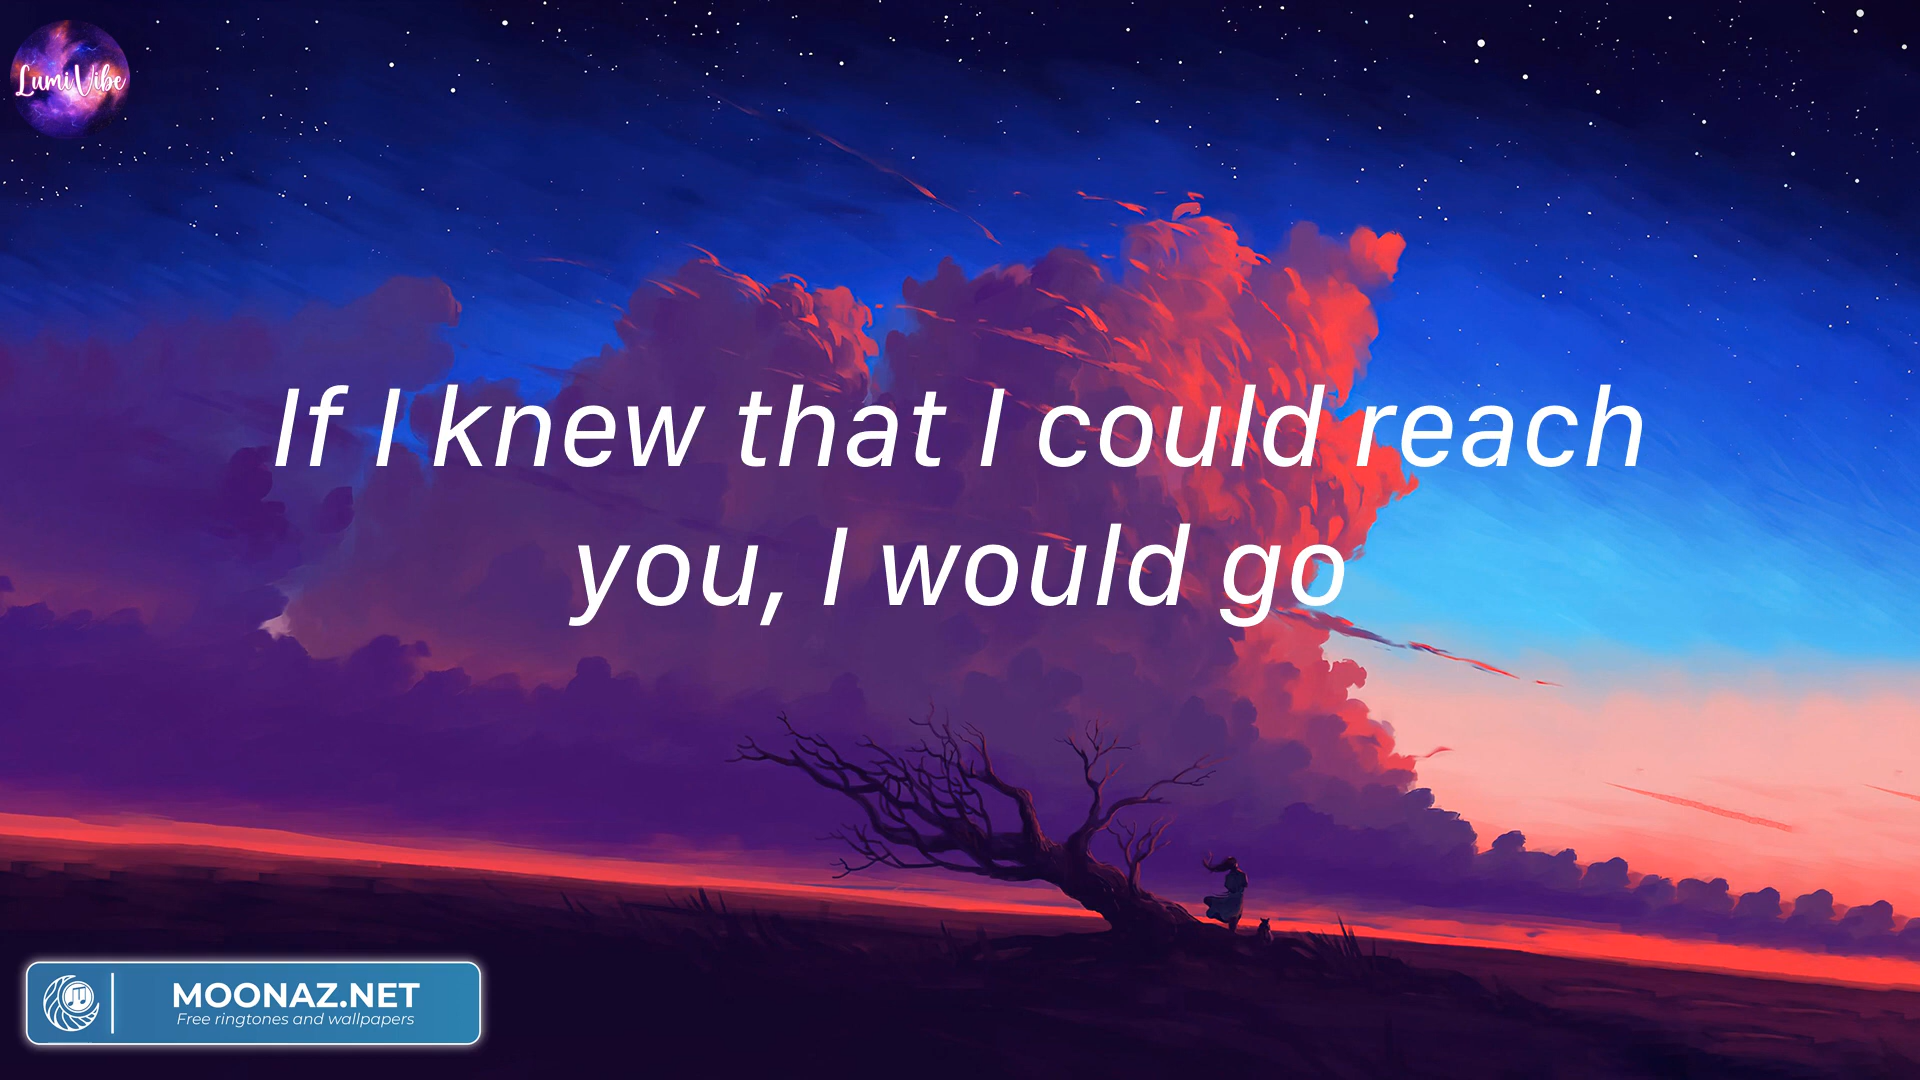 LumiVibe
If I knew that I could reach
you, I would go
MOONAZ.NET
Free ringtones and wallpapers